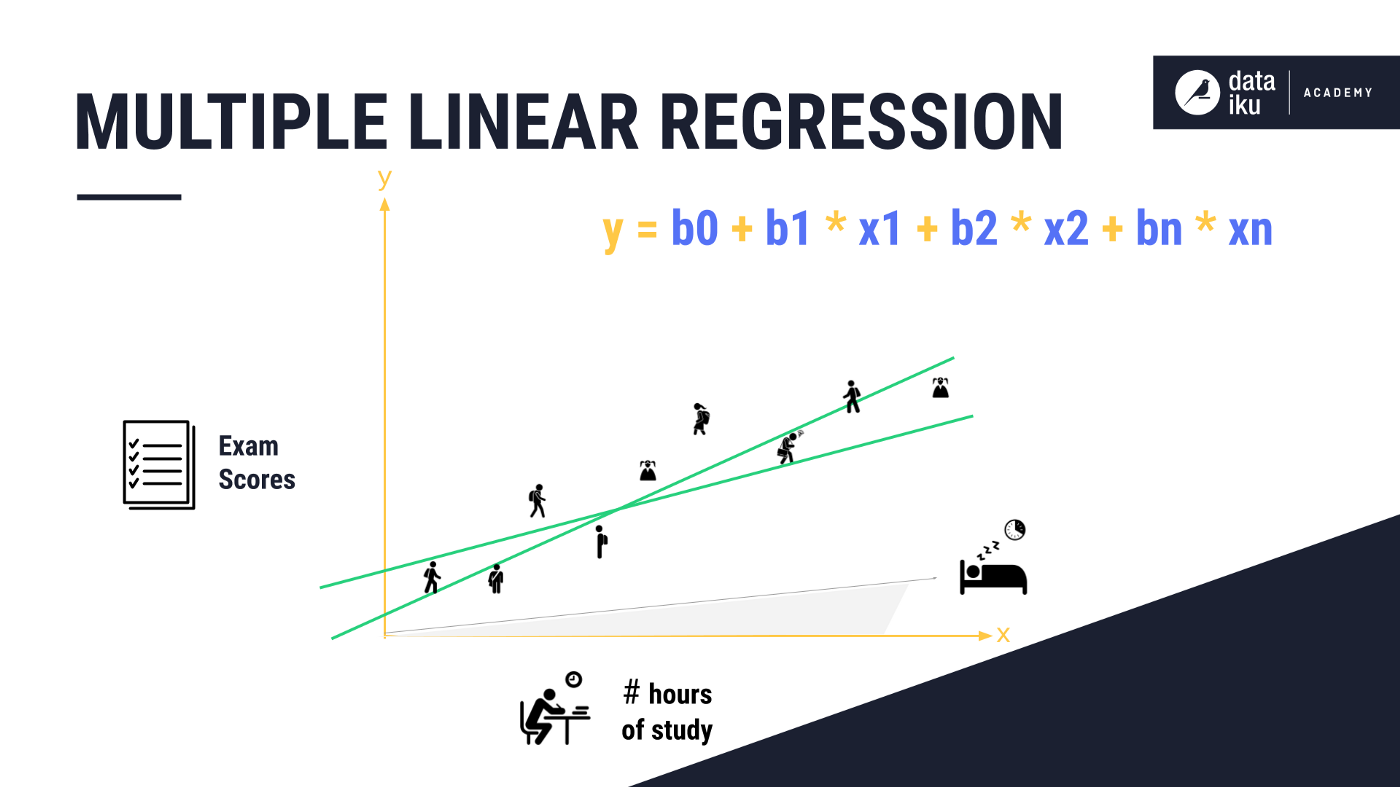 MULTIPLE LINEAR REGRESSION
data
iku
ACADEMY
y
y = b0 + b1 * x1 + b2 * x2 + bn * xn
Exam
Scores
z z z
x
# hours
of study